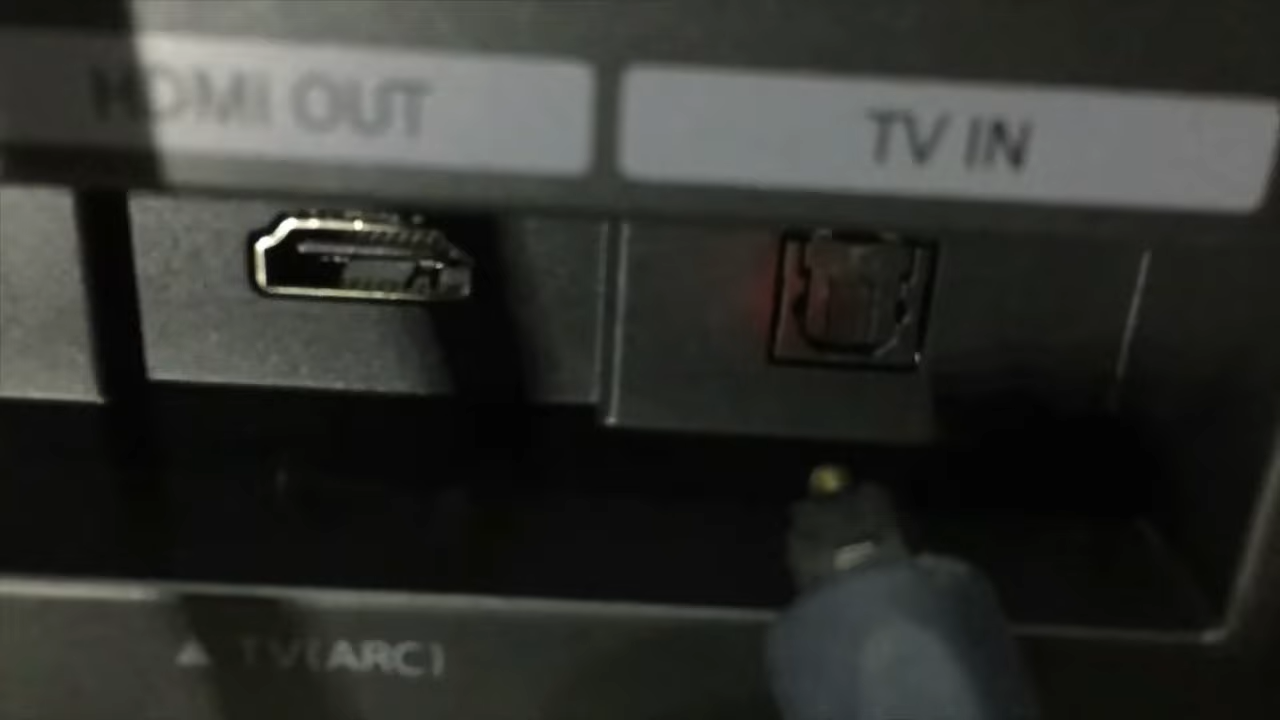 HDMI OUT
TV IN
▲ TV(ARC)